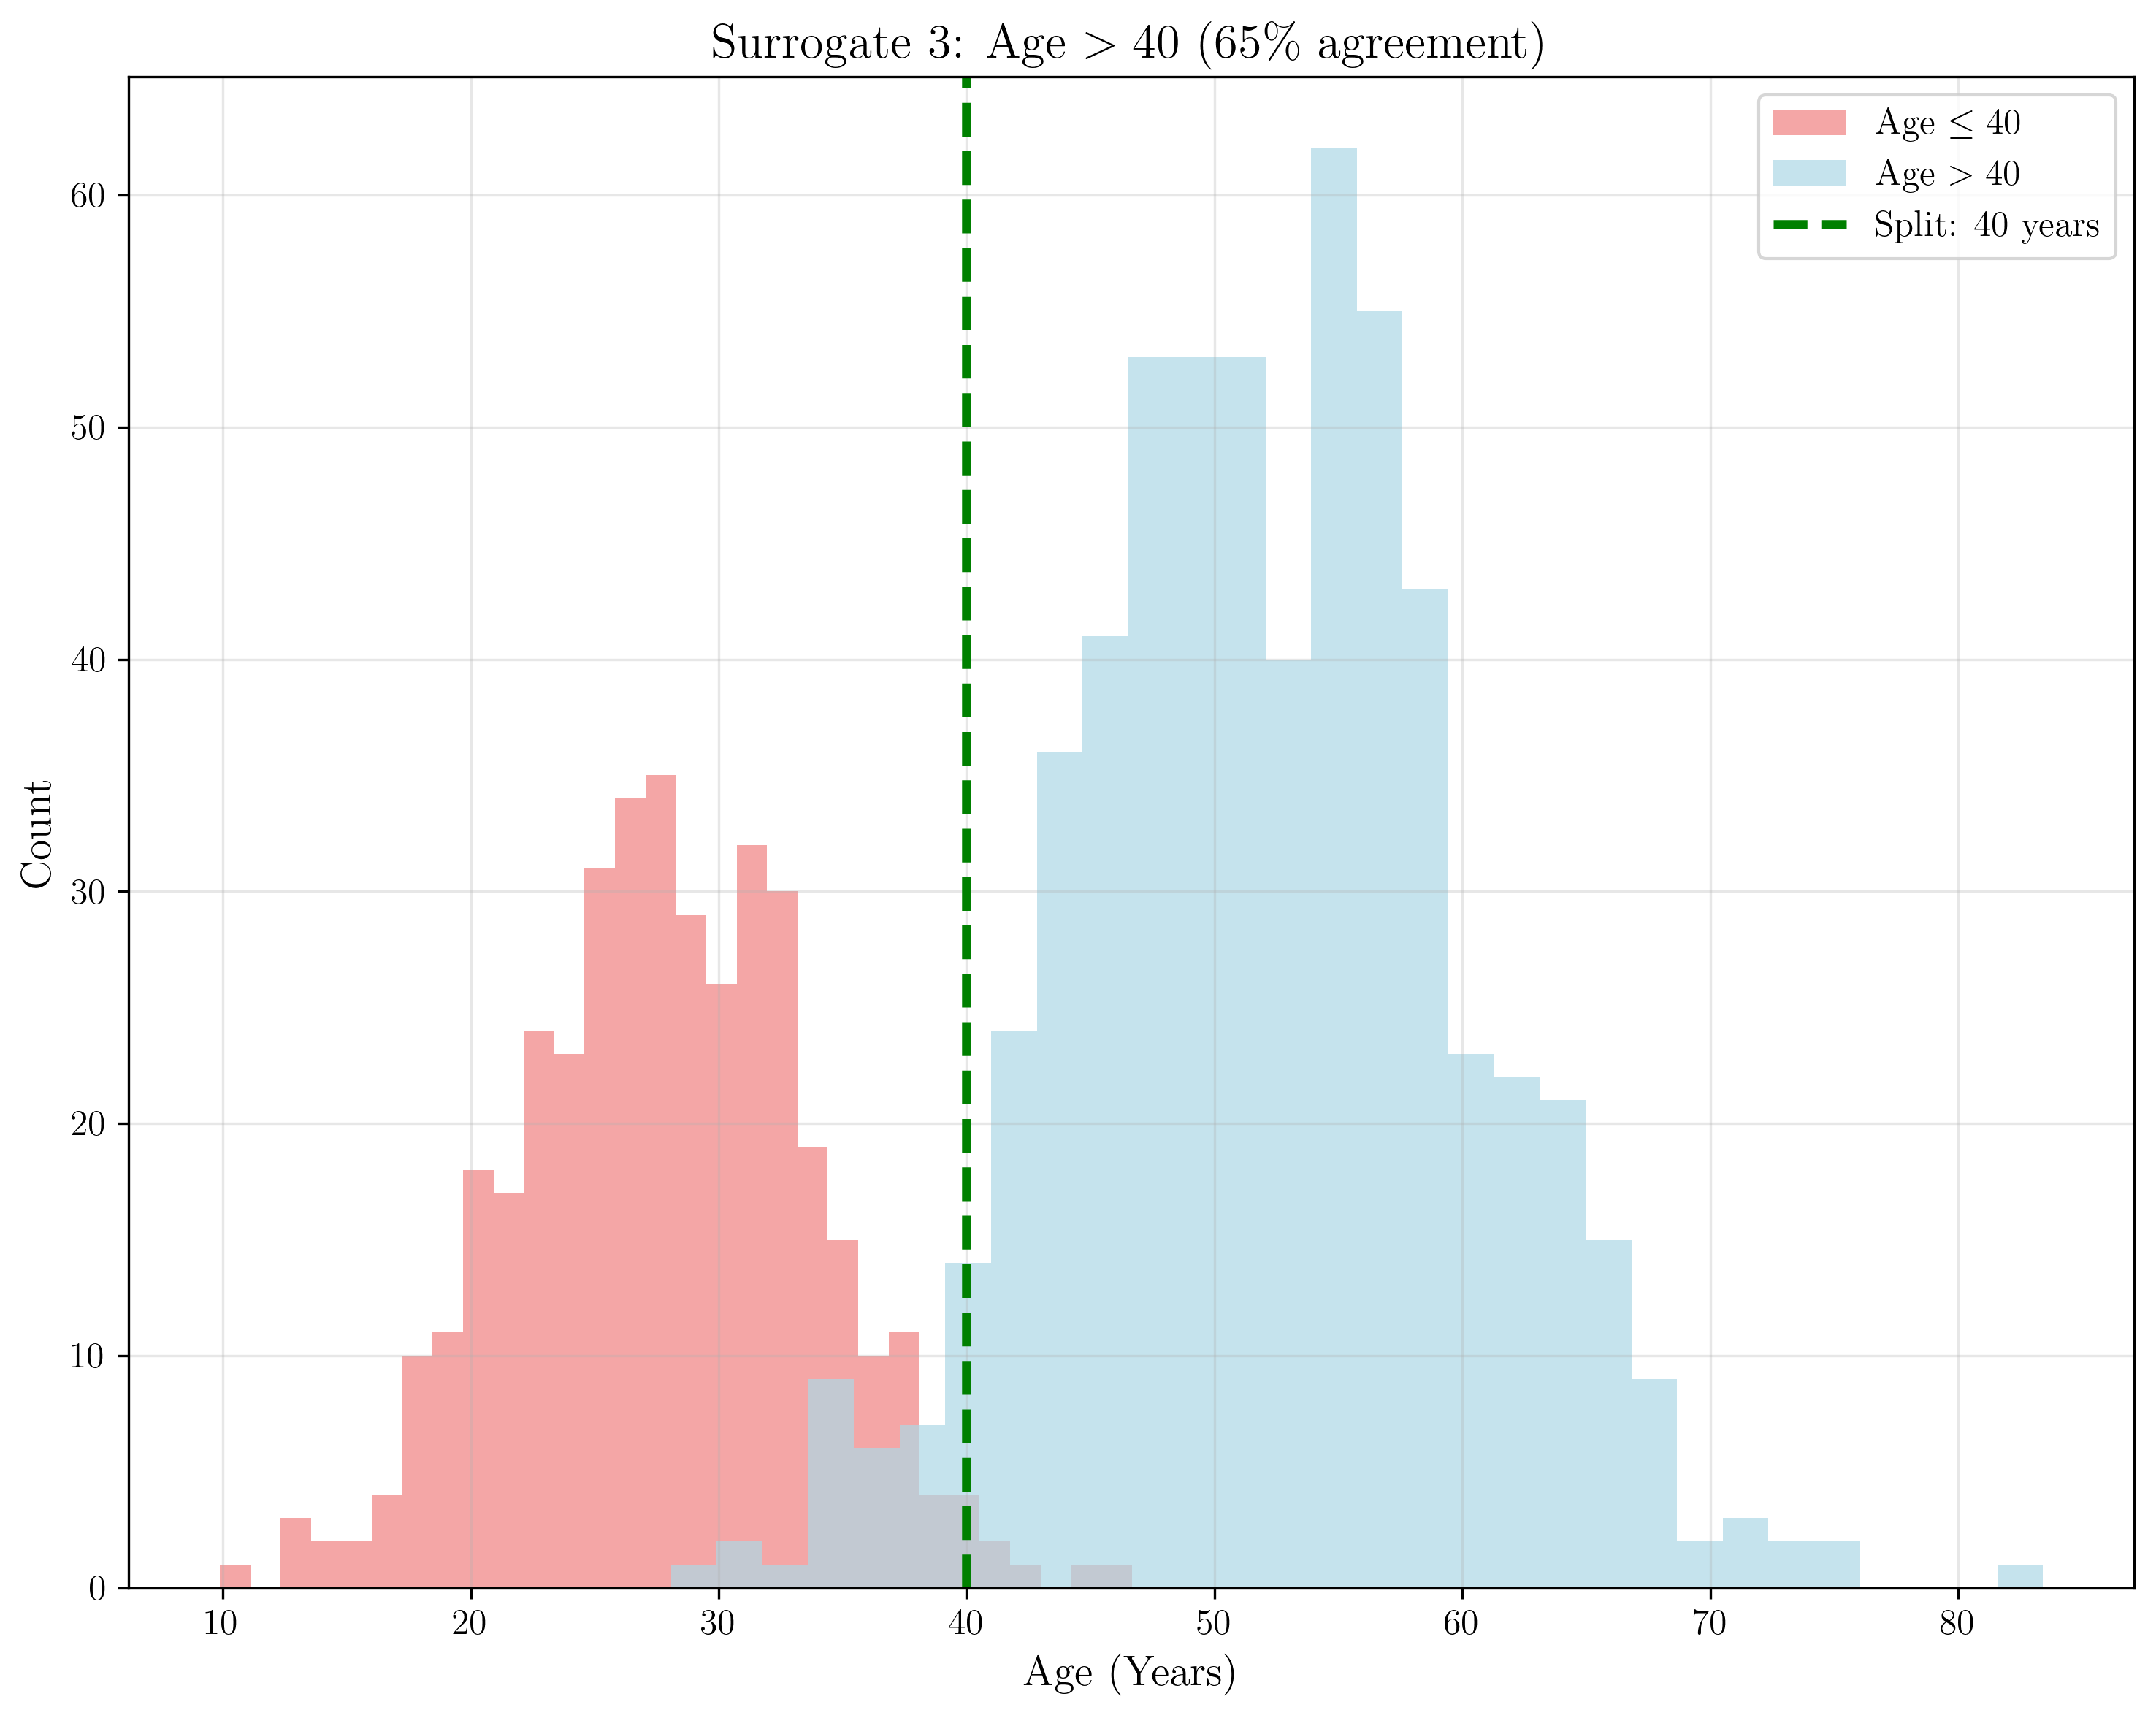 Surrogate 3: Age > 40 (65% agreement)
Age ≤ 40
Age > 40
Split: 40 years
60
50
40
30
20
10
0
Count
10 20 30 40 50 60 70 80
Age (Years)